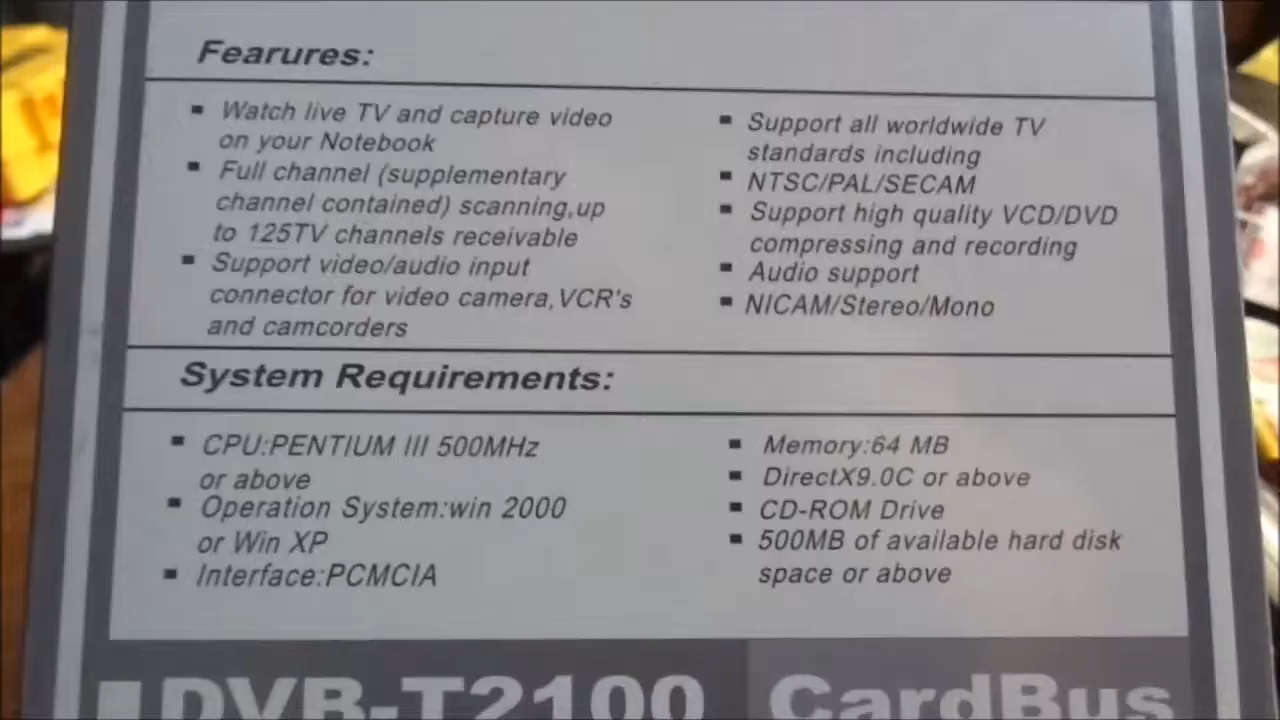 Fearures:
▪ Watch live TV and capture video
on your Notebook
▪ Full channel (supplementary
channel contained) scanning,up
to 125TV channels receivable
▪ Support video/audio input
connector for video camera,VCR's
and camcorders
▪ Support all worldwide TV
standards including
▪ NTSC/PAL/SECAM
▪ Support high quality VCD/DVD
compressing and recording
▪ Audio support
▪ NICAM/Stereo/Mono
System Requirements:
▪ CPU:PENTIUM III 500MHz
or above
▪ Operation System:win 2000
or Win XP
▪ Interface:PCMCIA
▪ Memory:64 MB
▪ DirectX9.0C or above
▪ CD-ROM Drive
▪ 500MB of available hard disk
space or above
DVB-T2100 CardBus